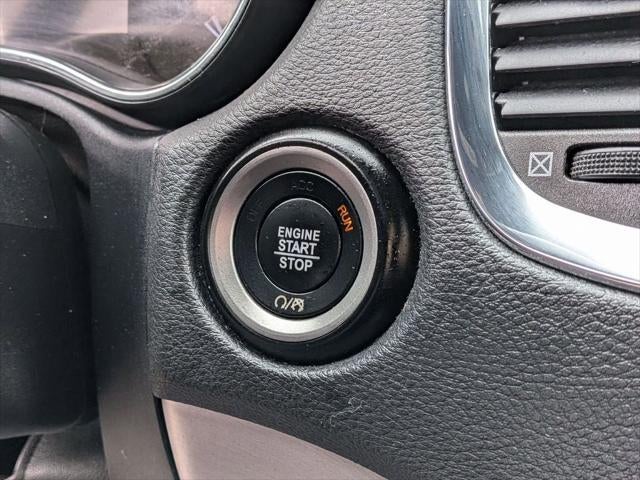 OFF
ACC
RUN
ENGINE
START
STOP